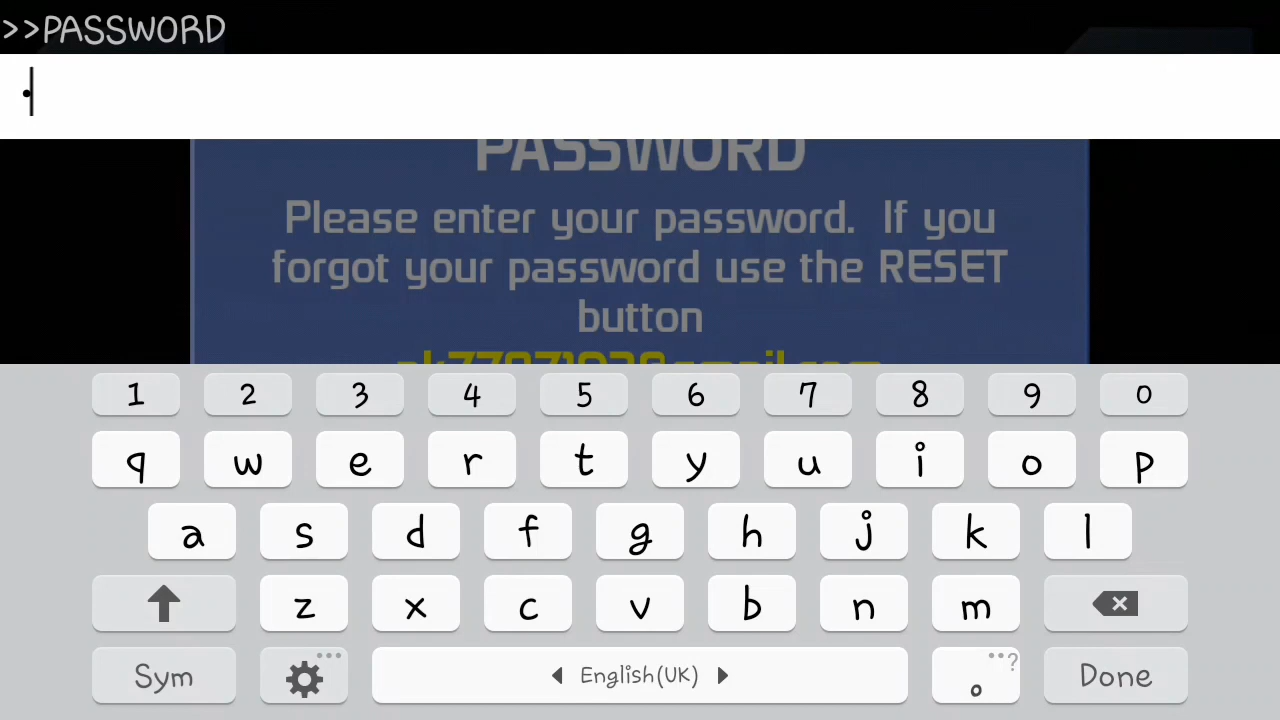 >>PASSWORD
•
PASSWORD
Please enter your password. If you
forgot your password use the RESET
button
1 2 3 4 5 6 7 8 9 0
q w e r t y u i o p
a s d f g h j k l
z x c v b n m
Sym English(UK) . Done